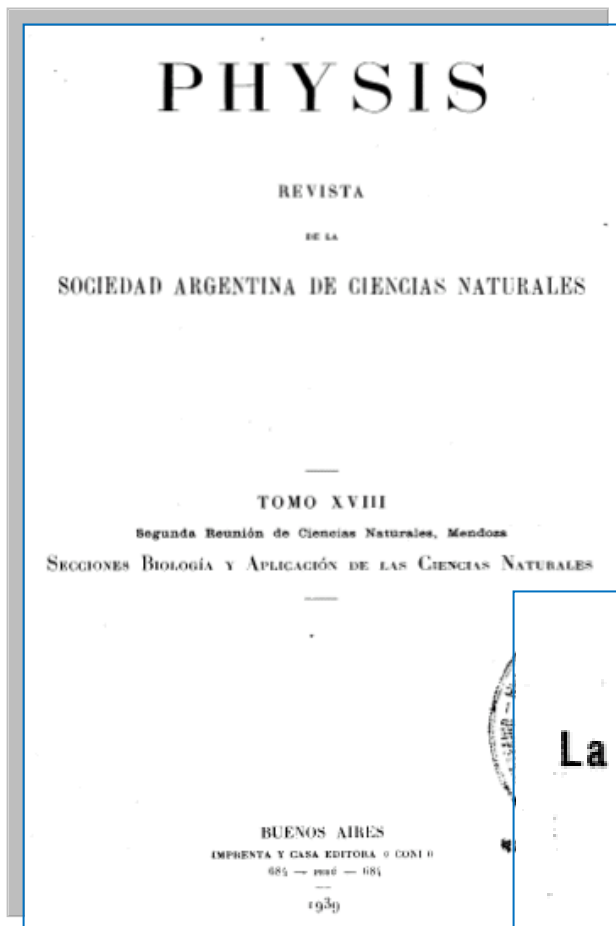 PHYSIS
REVISTA
DE LA
SOCIEDAD ARGENTINA DE CIENCIAS NATURALES
TOMO XVIII
Segunda Reunión de Ciencias Naturales, Mendoza
SECCIONES BIOLOGÍA Y APLICACIÓN DE LAS CIENCIAS NATURALES
BUENOS AIRES
IMPRENTA Y CASA EDITORA « CONI »
684 — PERÚ — 684
1939
La